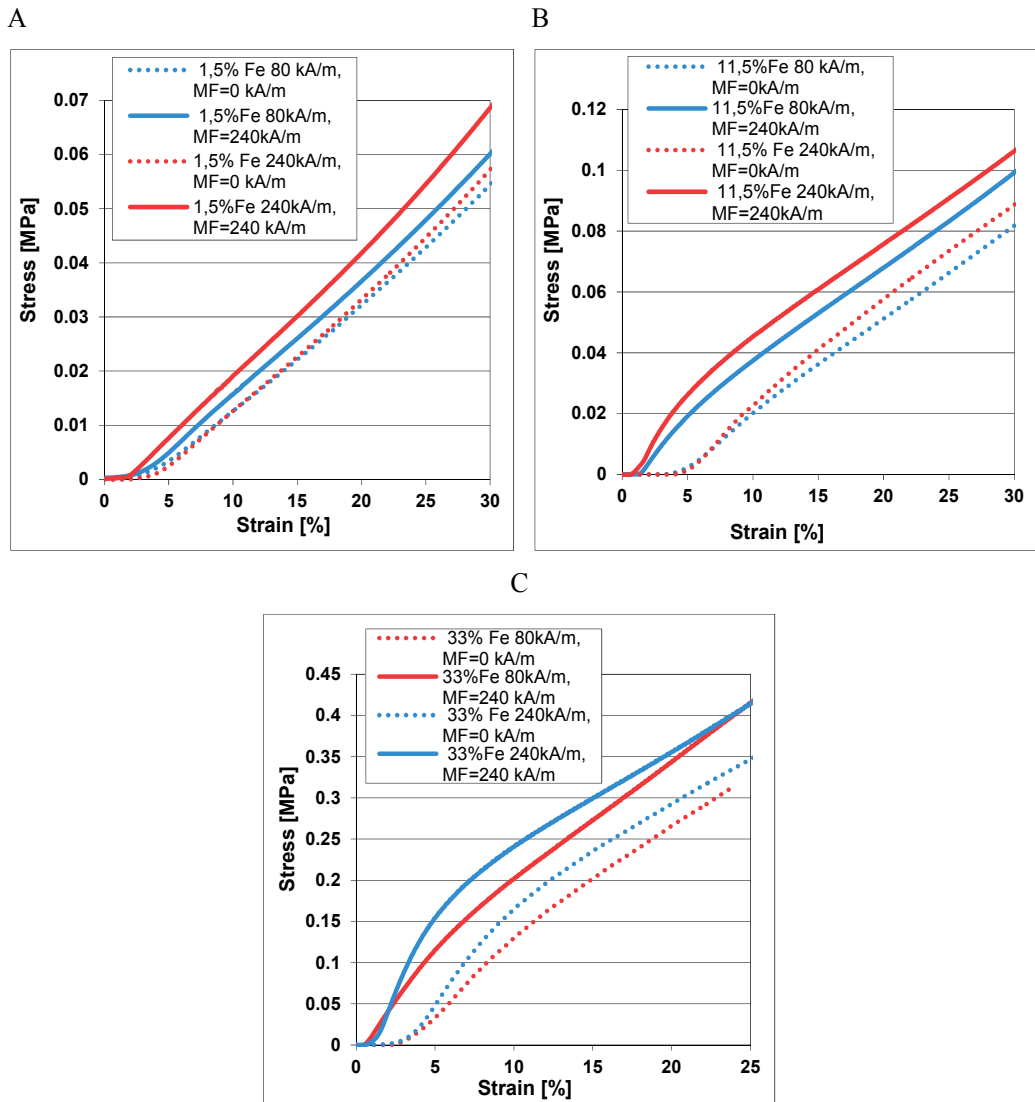 A
B
1,5% Fe 80 kA/m,
MF=0 kA/m
1,5%Fe 80kA/m,
MF=240kA/m
1,5% Fe 240kA/m,
MF=0 kA/m
1,5%Fe 240kA/m,
MF=240 kA/m
0.07
0.06
0.05
0.04
0.03
0.02
0.01
0
Stress [MPa]
0 5 10 15 20 25 30
Strain [%]
11,5% Fe 80 kA/m,
MF=0kA/m
11,5%Fe 80kA/m,
MF=240kA/m
11,5% Fe 240kA/m,
MF=0kA/m
11,5%Fe 240kA/m,
MF=240kA/m
0.12
0.1
0.08
0.06
0.04
0.02
0
Stress [MPa]
0 5 10 15 20 25 30
Strain [%]
C
33% Fe 80kA/m,
MF=0 kA/m
33%Fe 80kA/m,
MF=240 kA/m
33% Fe 240kA/m,
MF=0 kA/m
33%Fe 240kA/m,
MF=240 kA/m
0.45
0.4
0.35
0.3
0.25
0.2
0.15
0.1
0.05
0
Stress [MPa]
0 5 10 15 20 25
Strain [%]